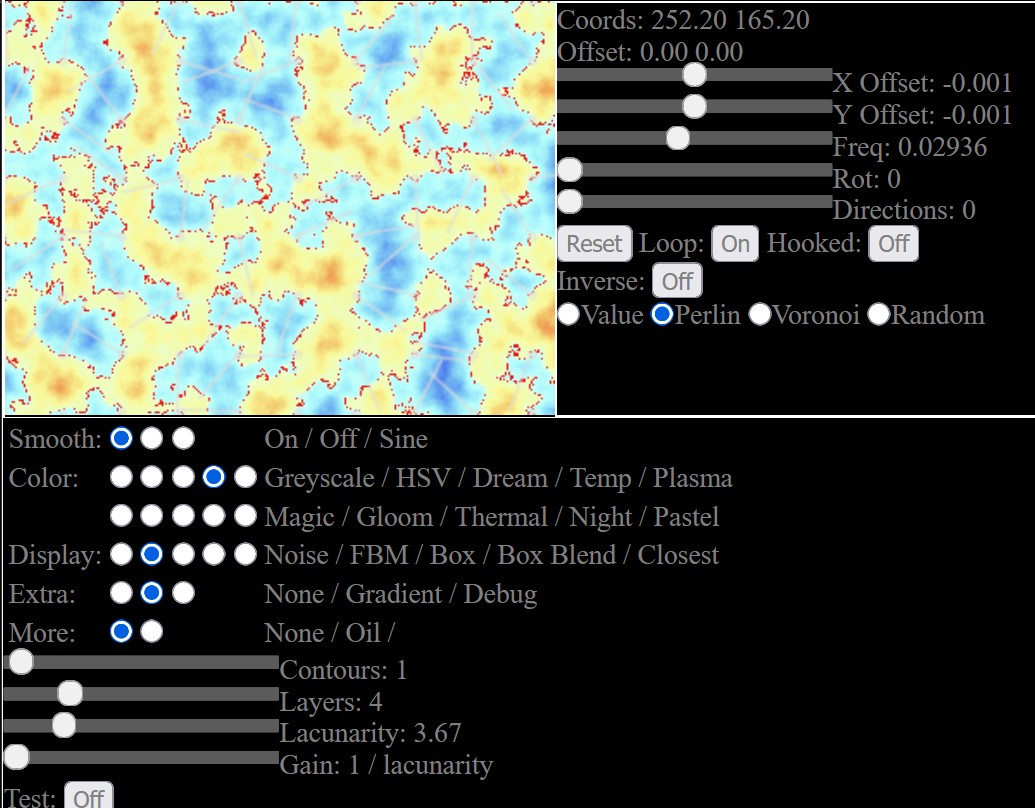 Coords: 252.20 165.20
Offset: 0.00 0.00
X Offset: -0.001
Y Offset: -0.001
Freq: 0.02936
Rot: 0
Directions: 0
Reset Loop: On Hooked: Off
Inverse: Off
Value Perlin Voronoi Random
Smooth: On / Off / Sine
Color: Greyscale / HSV / Dream / Temp / Plasma
Magic / Gloom / Thermal / Night / Pastel
Display: Noise / FBM / Box / Box Blend / Closest
Extra: None / Gradient / Debug
More: None / Oil /
Contours: 1
Layers: 4
Lacunarity: 3.67
Gain: 1 / lacunarity
Test: Off